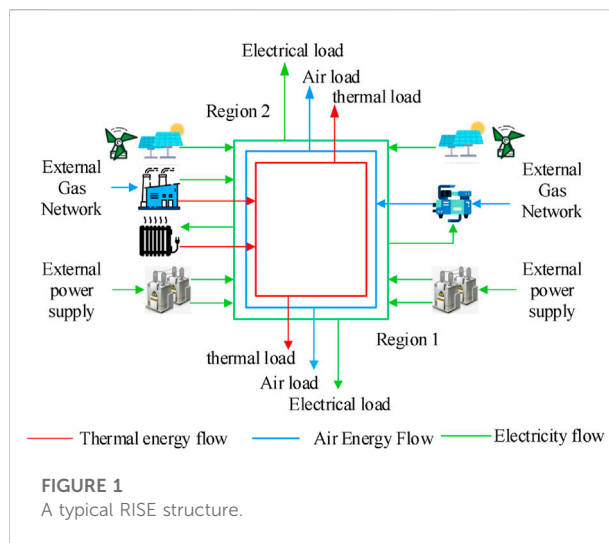 Electrical load
Air load
Region 2
thermal load
External
Gas
Network
External
Gas
Network
External
power
supply
External
power
supply
thermal load
Region 1
Air load
Electrical load
Thermal energy flow
Air Energy Flow
Electricity flow
FIGURE 1
A typical RISE structure.